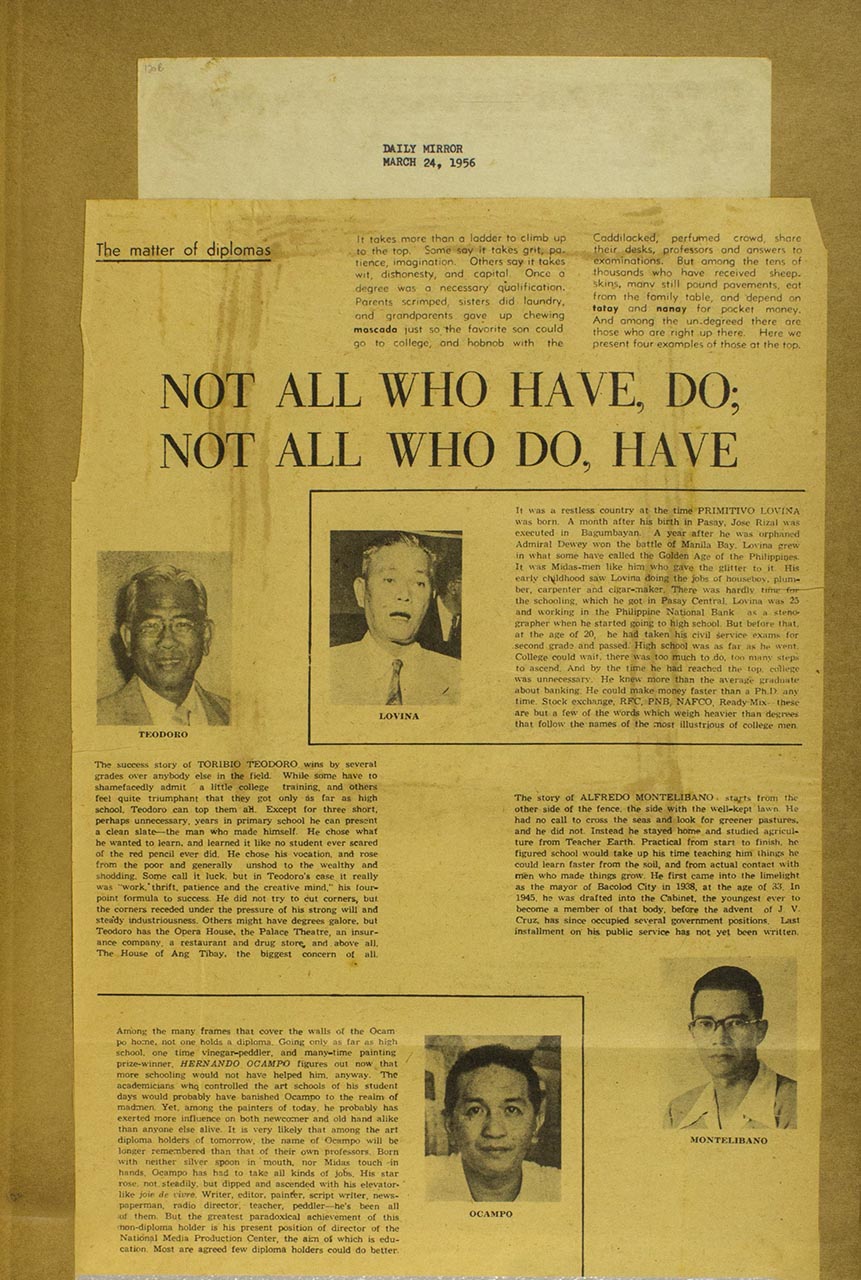 DAILY MIRROR
MARCH 24, 1956
The matter of diplomas
It takes more than a ladder to climb up
to the top. Some say it takes grit, pa-
tience, imagination. Others say it takes
wit, dishonesty, and capital. Once a
degree was a necessary qualification.
Parents scrimped, sisters did laundry,
and grandparents gave up chewing
mascada just so the favorite son could
go to college, and hobnob with the
Caddilacked, perfumed crowd, share
their desks, professors and answers to
examinations. But among the tens of
thousands who have received sheep-
skins, many still pound pavements, eat
from the family table, and depend on
tatay and nanay for pocket money.
And among the un-degreed there are
those who are right up there. Here we
present four examples of those at the top.
NOT ALL WHO HAVE, DO;
NOT ALL WHO DO, HAVE
TEODORO
LOVINA
It was a restless country at the time PRIMITIVO LOVINA
was born. A month after his birth in Pasay, Jose Rizal was
executed in Bagumbayan. A year after he was orphaned
Admiral Dewey won the battle of Manila Bay. Lovina grew
in what some have called the Golden Age of the Philippines.
It was Midas-men like him who gave the glitter to it. His
early childhood saw Lovina doing the jobs of houseboy, plum-
ber, carpenter and cigar-maker. There was hardly time for
the schooling, which he got in Pasay Central. Lovina was 25
and working in the Philippine National Bank as a steno-
grapher when he started going to high school. But before that,
at the age of 20, he had taken his civil service exams for
second grade and passed. High school was as far as he went.
College could wait, there was too much to do, too many steps
to ascend. And by the time he had reached the top, college
was unnecessary. He knew more than the average graduate
about banking. He could make money faster than a Ph.D. any
time. Stock exchange, RFC, PNB, NAFCO, Ready-Mix—these
are but a few of the words which weigh heavier than degrees
that follow the names of the most illustrious of college men.
The success story of TORIBIO TEODORO wins by several
grades over anybody else in the field. While some have to
shamefacedly admit a little college training, and others
feel quite triumphant that they got only as far as high
school, Teodoro can top them all. Except for three short,
perhaps unnecessary, years in primary school he can present
a clean slate—the man who made himself. He chose what
he wanted to learn, and learned it like no student ever scared
of the red pencil ever did. He chose his vocation, and rose
from the poor and generally unshod to the wealthy and
shodding. Some call it luck, but in Teodoro's case it really
was "work, thrift, patience and the creative mind," his four-
point formula to success. He did not try to cut corners, but
the corners receded under the pressure of his strong will and
steady industriousness. Others might have degrees galore, but
Teodoro has the Opera House, the Palace Theatre, an insur-
ance company, a restaurant and drug store, and above all,
The House of Ang Tibay, the biggest concern of all.
The story of ALFREDO MONTELIBANO starts from the
other side of the fence, the side with the well-kept lawn. He
had no call to cross the seas and look for greener pastures,
and he did not. Instead he stayed home and studied agricul-
ture from Teacher Earth. Practical from start to finish, he
figured school would take up his time teaching him things he
could learn faster from the soil, and from actual contact with
men who made things grow. He first came into the limelight
as the mayor of Bacolod City in 1938, at the age of 33. In
1945, he was drafted into the Cabinet, the youngest ever to
become a member of that body, before the advent of J. V.
Cruz, has since occupied several government positions. Last
installment on his public service has not yet been written.
Among the many frames that cover the walls of the Ocam
po home, not one holds a diploma. Going only as far as high
school, one time vinegar-peddler, and many-time painting
prize-winner, HERNANDO OCAMPO figures out now that
more schooling would not have helped him, anyway. The
academicians who controlled the art schools of his student
days would probably have banished Ocampo to the realm of
madmen. Yet, among the painters of today, he probably has
exerted more influence on both newcomer and old hand alike
than anyone else alive. It is very likely that among the art
diploma holders of tomorrow, the name of Ocampo will be
longer remembered than that of their own professors. Born
with neither silver spoon in mouth, nor Midas touch in
hands, Ocampo has had to take all kinds of jobs. His star
rose, not steadily, but dipped and ascended with his elevator-
like joie de vivre. Writer, editor, painter, script writer, news-
paperman, radio director, teacher, peddler—he's been all
of them. But the greatest paradoxical achievement of this
non-diploma holder is his present position of director of the
National Media Production Center, the aim of which is edu-
cation. Most are agreed few diploma holders could do better.
OCAMPO
MONTELIBANO